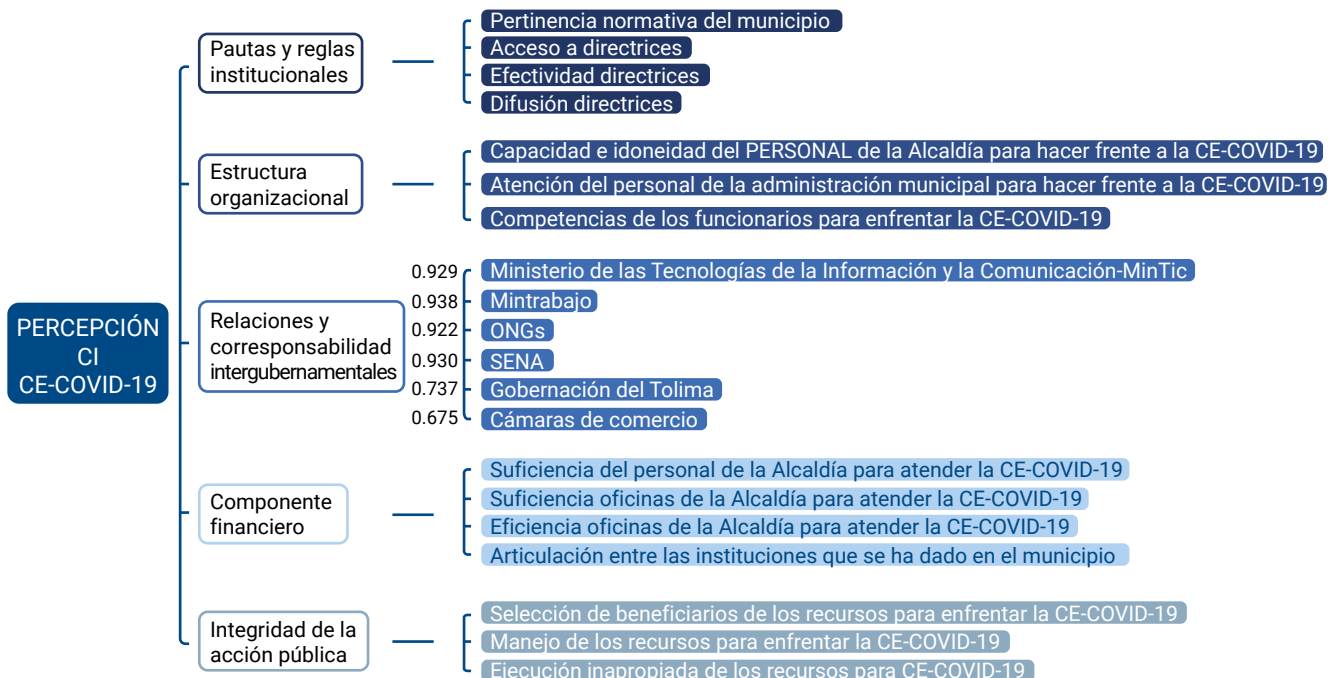 PERCEPCIÓN
CI
CE-COVID-19
Pautas y reglas
institucionales
Pertinencia normativa del municipio
Acceso a directrices
Efectividad directrices
Difusión directrices
Estructura
organizacional
Capacidad e idoneidad del PERSONAL de la Alcaldía para hacer frente a la CE-COVID-19
Atención del personal de la administración municipal para hacer frente a la CE-COVID-19
Competencias de los funcionarios para enfrentar la CE-COVID-19
Relaciones y
corresponsabilidad
intergubernamentales
0.929 Ministerio de las Tecnologías de la Información y la Comunicación-MinTic
0.938 Mintrabajo
0.922 ONGs
0.930 SENA
0.737 Gobernación del Tolima
0.675 Cámaras de comercio
Componente
financiero
Suficiencia del personal de la Alcaldía para atender la CE-COVID-19
Suficiencia oficinas de la Alcaldía para atender la CE-COVID-19
Eficiencia oficinas de la Alcaldía para atender la CE-COVID-19
Articulación entre las instituciones que se ha dado en el municipio
Integridad de la
acción pública
Selección de beneficiarios de los recursos para enfrentar la CE-COVID-19
Manejo de los recursos para enfrentar la CE-COVID-19
Ejecución inapropiada de los recursos para CE-COVID-19